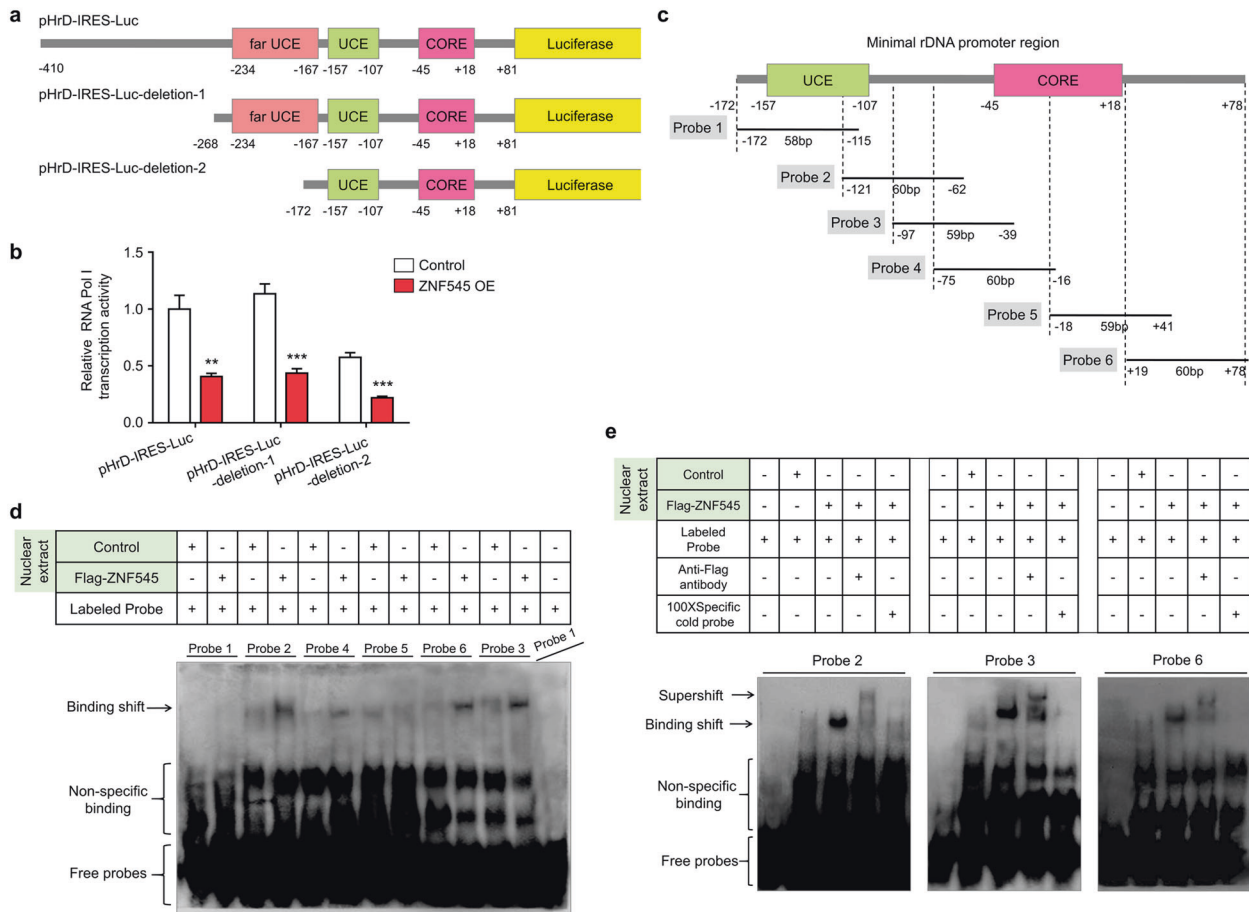 a
pHrD-IRES-Luc
far UCE UCE CORE Luciferase
-410 -234 -167 -157 -107 -45 +18 +81
pHrD-IRES-Luc-deletion-1
far UCE UCE CORE Luciferase
-268 -234 -167 -157 -107 -45 +18 +81
pHrD-IRES-Luc-deletion-2
UCE CORE Luciferase
-172 -157 -107 -45 +18 +81
b
Relative RNA Pol I
transcription activity
1.5
1.0
0.5
0.0
Control
ZNF545 OE
** *** ***
pHrD-IRES-Luc
pHrD-IRES-Luc
-deletion-1
pHrD-IRES-Luc
-deletion-2
c
Minimal rDNA promoter region
UCE CORE
-172 -157 -107 -45 +18 +78
Probe 1
-172 58bp -115
Probe 2
-121 60bp -62
Probe 3
-97 59bp -39
Probe 4
-75 60bp -16
Probe 5
-18 59bp +41
Probe 6
+19 60bp +78
d
Nuclear
extract
Control + - + - + - + - + - + - -
Flag-ZNF545 - + - + - + - + - + - + -
Labeled Probe + + + + + + + + + + + + +
Probe 1 Probe 2 Probe 4 Probe 5 Probe 6 Probe 3 Probe 1
Binding shift
Non-specific
binding
Free probes
e
Nuclear
extract
Control - + - - - - + - - - - + - - -
Flag-ZNF545 - - + + + - - + + + - - + + +
Labeled
Probe + + + + + + + + + + + + + + +
Anti-Flag
antibody - - - + - - - - + - - - - + -
100XSpecific
cold probe - - - - + - - - - + - - - - +
Probe 2 Probe 3 Probe 6
Supershift
Binding shift
Non-specific
binding
Free probes